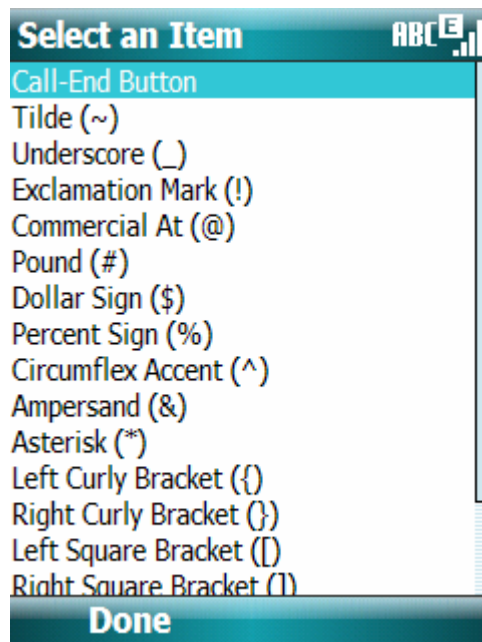 Select an Item ABC E
Call-End Button
Tilde (~)
Underscore (_)
Exclamation Mark (!)
Commercial At (@)
Pound (#)
Dollar Sign ($)
Percent Sign (%)
Circumflex Accent (^)
Ampersand (&)
Asterisk (*)
Left Curly Bracket ({)
Right Curly Bracket (})
Left Square Bracket ([)
Right Square Bracket (])
Done